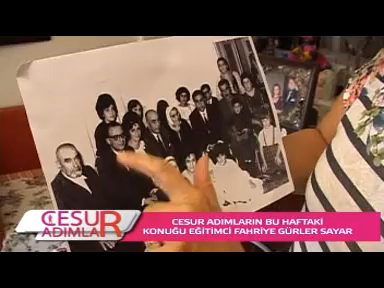 CESUR
ADIMLAR
CESUR ADIMLARIN BU HAFTAKİ
KONUĞU EĞİTİMCİ FAHRİYE GÜRLER SAYAR